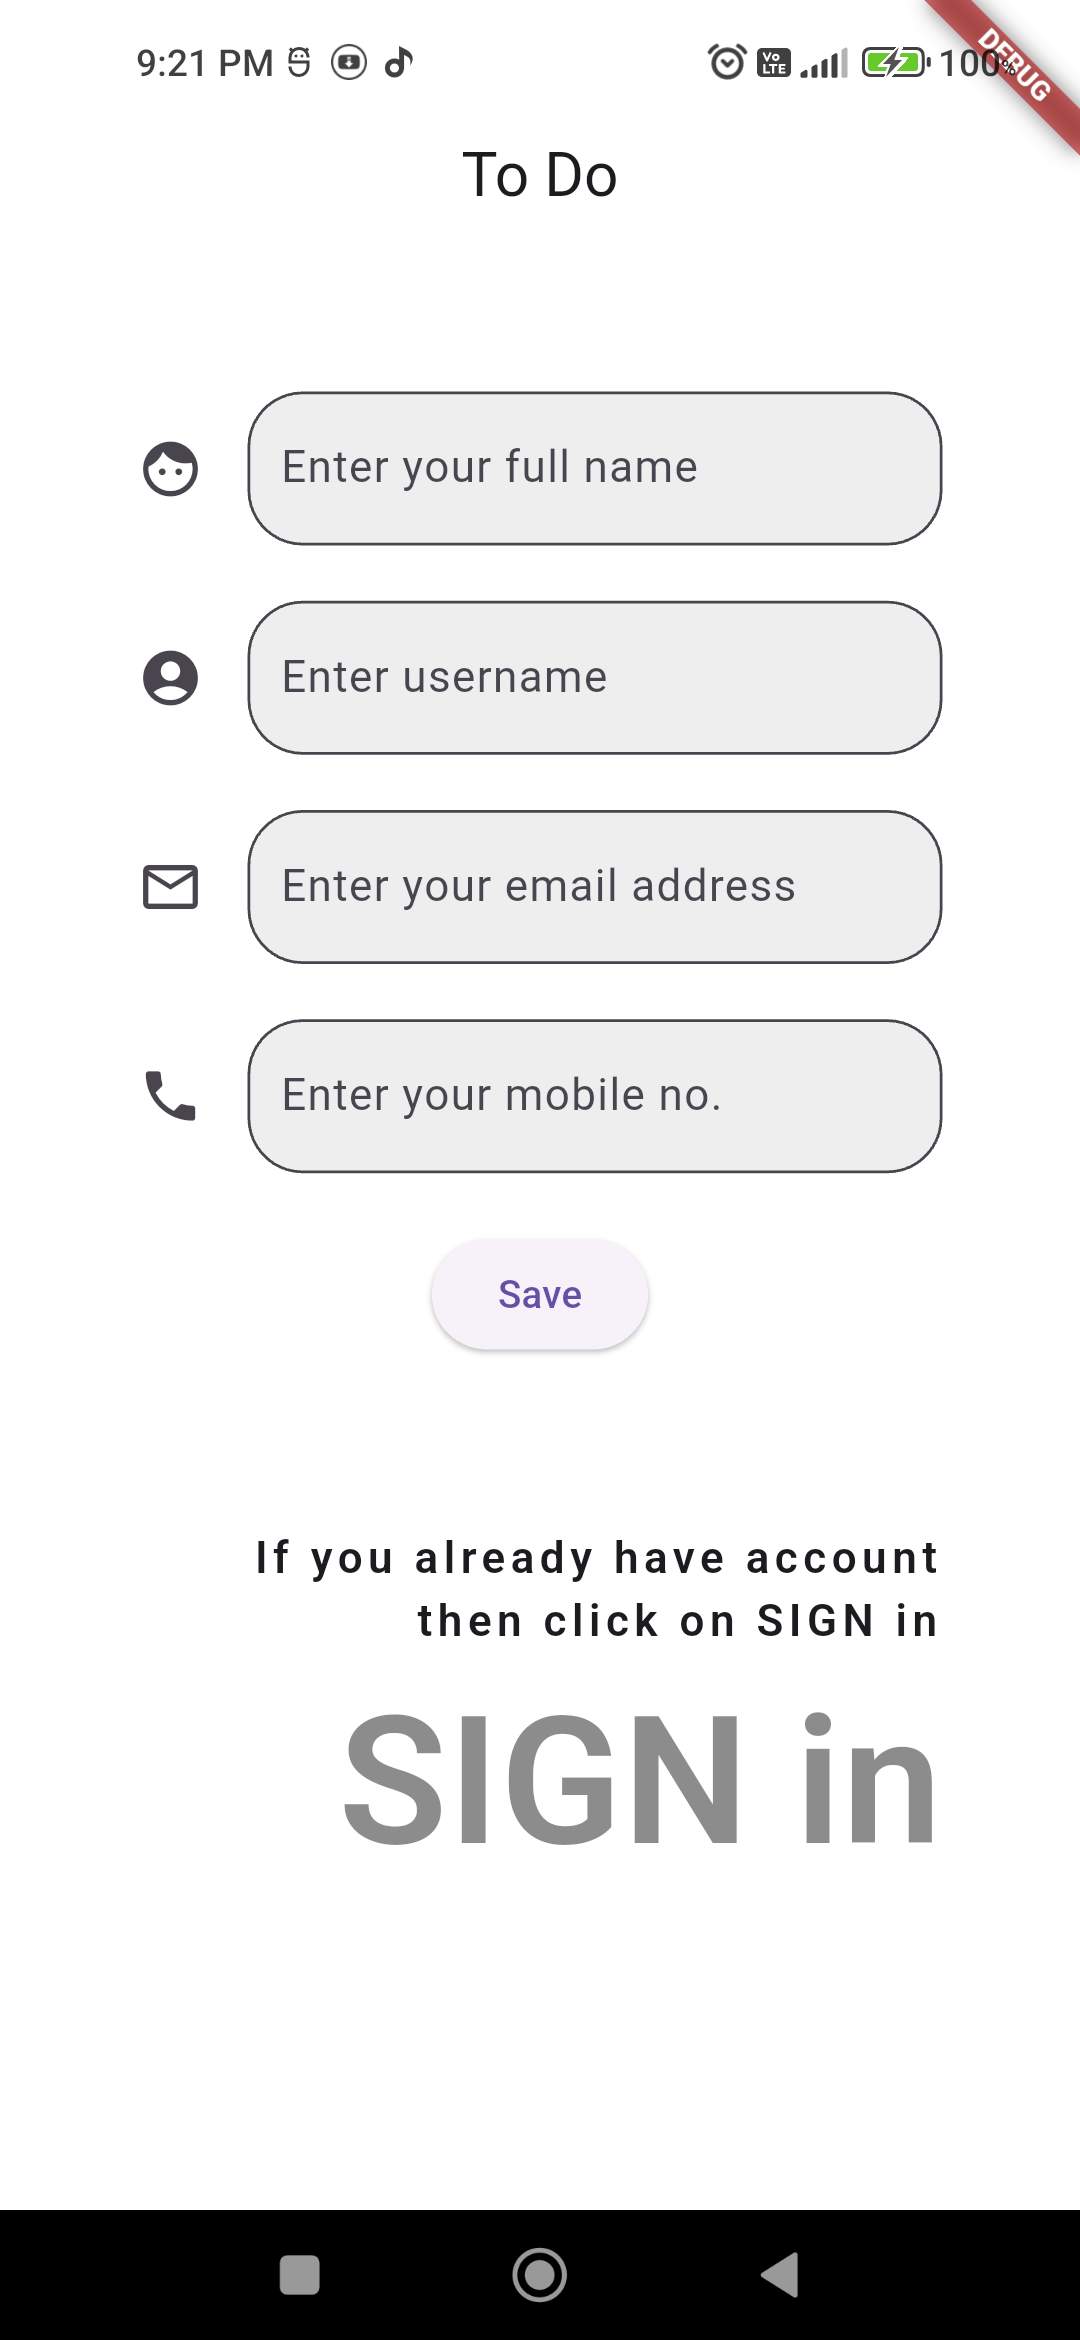 9:21 PM
Vo LTE
100%
DEBUG
To Do
Enter your full name
Enter username
Enter your email address
Enter your mobile no.
Save
If you already have account
then click on SIGN in
SIGN in